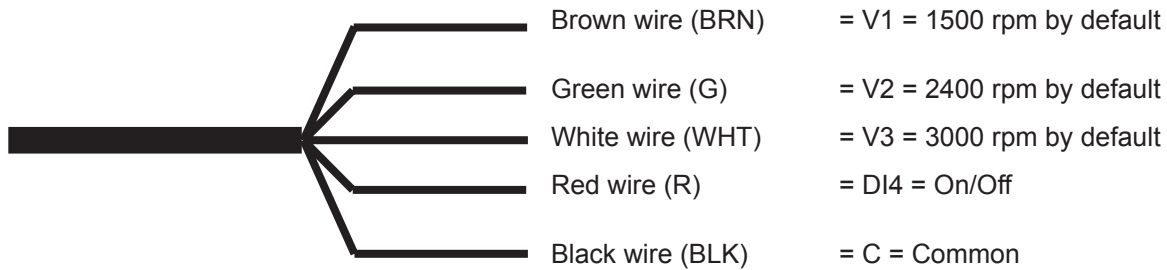 Brown wire (BRN) = V1 = 1500 rpm by default
Green wire (G) = V2 = 2400 rpm by default
White wire (WHT) = V3 = 3000 rpm by default
Red wire (R) = DI4 = On/Off
Black wire (BLK) = C = Common